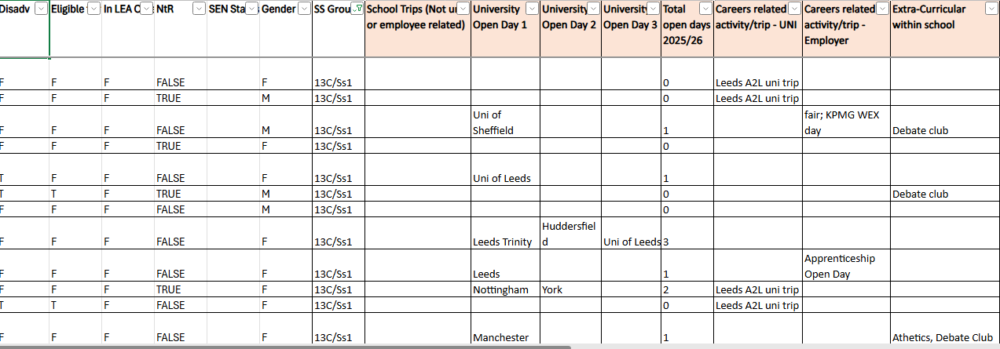 Disadv Eligible In LEA C NtR SEN Sta Gender SS Grou School Trips (Not u University University University Total Careers related Careers related Extra-Curricular
or employee related) Open Day 1 Open Day 2 Open Day 3 open days activity/trip - UNI activity/trip - within school
2025/26 Employer
F F F FALSE F 13C/Ss1 0 Leeds A2L uni trip
F F F TRUE M 13C/Ss1 0 Leeds A2L uni trip
Uni of fair; KPMG WEX
F F F FALSE M 13C/Ss1 Sheffield 1 day Debate club
F F F TRUE F 13C/Ss1 0
T F F FALSE F 13C/Ss1 Uni of Leeds 1
T T F TRUE M 13C/Ss1 0 Debate club
F F F FALSE M 13C/Ss1 0
Huddersfiel
F F F FALSE F 13C/Ss1 Leeds Trinity d Uni of Leeds 3
Apprenticeship
F F F FALSE F 13C/Ss1 Leeds 1 Open Day
F F F TRUE F 13C/Ss1 Nottingham York 2 Leeds A2L uni trip
T T F FALSE F 13C/Ss1 0 Leeds A2L uni trip
F F F FALSE F 13C/Ss1 Manchester 1 Athetics, Debate Club